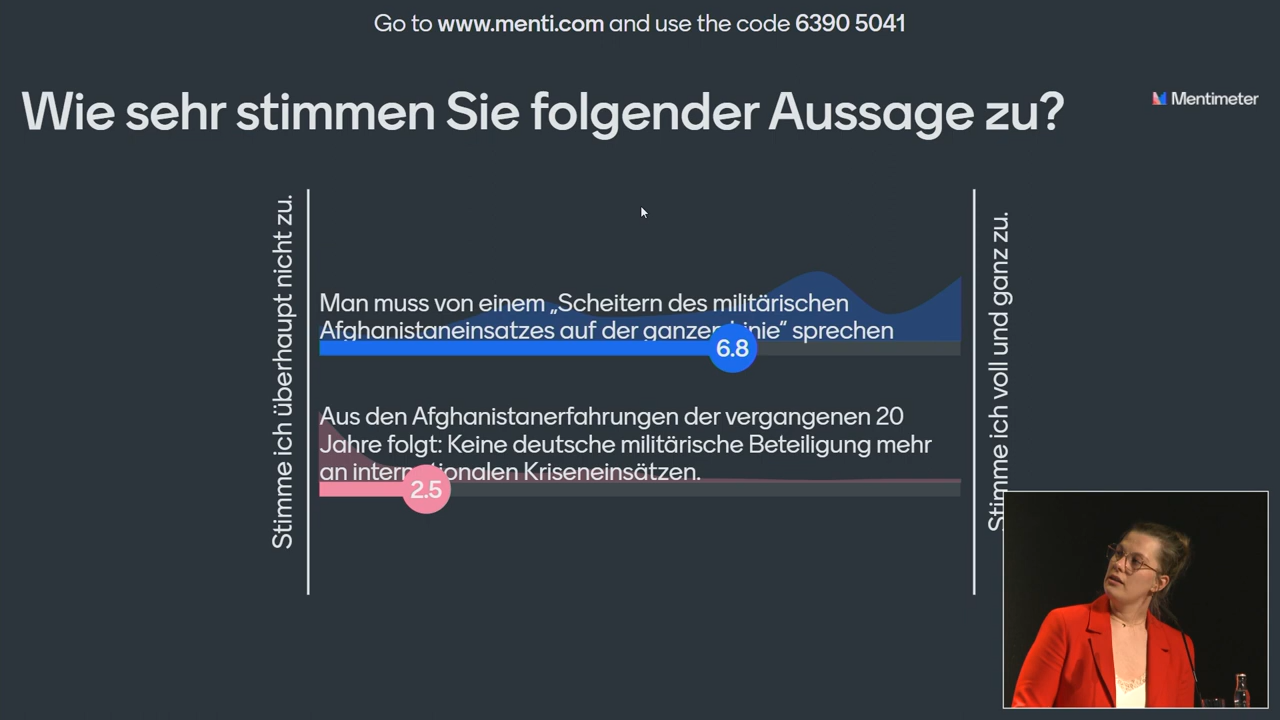 Go to www.menti.com and use the code 6390 5041
Wie sehr stimmen Sie folgender Aussage zu?
Mentimeter
Stimme ich überhaupt nicht zu.
Man muss von einem „Scheitern des militärischen
Afghanistaneinsatzes auf der ganzen Linie” sprechen
6.8
Aus den Afghanistanerfahrungen der vergangenen 20
Jahre folgt: Keine deutsche militärische Beteiligung mehr
an internationalen Kriseneinsätzen.
2.5
Stimme ich voll und ganz zu.